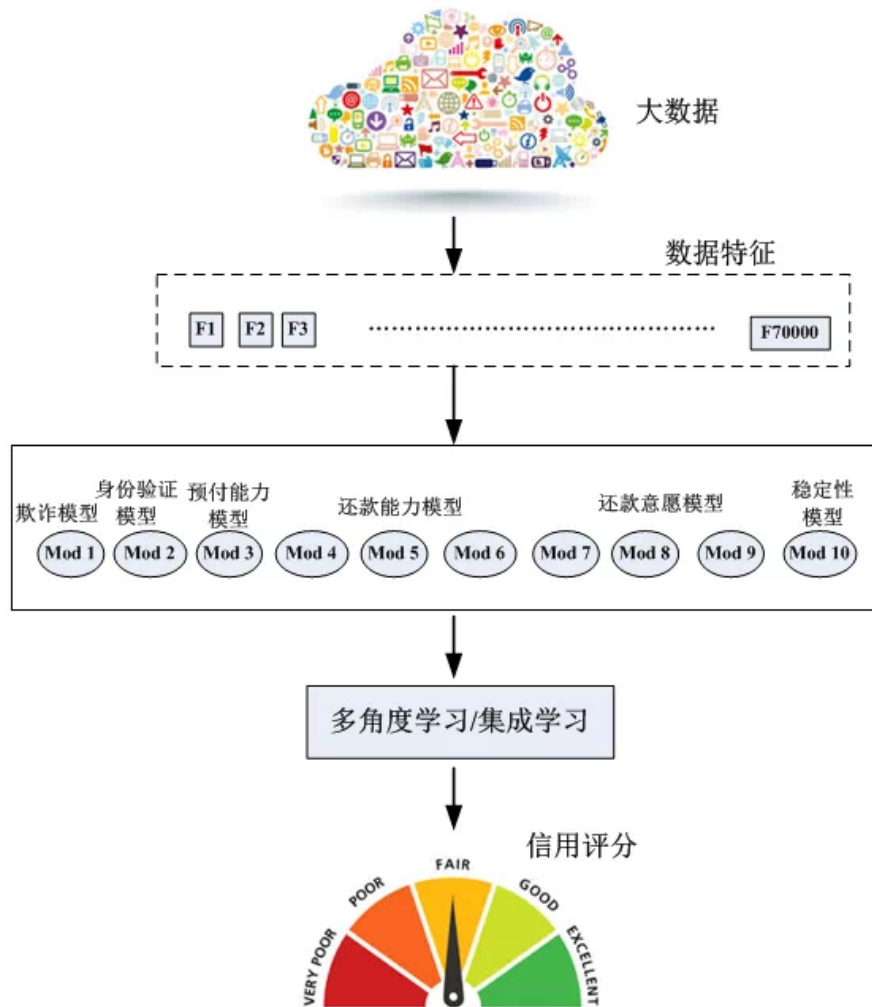 大数据
数据特征
F1 F2 F3 F70000
欺诈模型
身份验证
模型
预付能力
模型
还款能力模型
还款意愿模型
稳定性
模型
Mod 1 Mod 2 Mod 3 Mod 4 Mod 5 Mod 6 Mod 7 Mod 8 Mod 9 Mod 10
多角度学习/集成学习
信用评分
VERY POOR
POOR
FAIR
GOOD
EXCELLENT